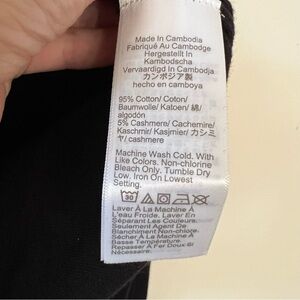 Made In Cambodia
Fabriqué Au Cambodge
Hergestellt In
Kambodscha
Vervaardigd In Cambodja
カンボジア製
hecho en camboya
95% Cotton/ Coton/
Baumwolle/ Katoen/ 綿/
algodón
5% Cashmere/ Cachemire/
Kaschmir/ Kasjmier/ カシミ
ヤ/ cashmere
Machine Wash Cold. With
Like Colors. Non-chlorine
Bleach Only. Tumble Dry
Low. Iron On Lowest
Setting.
30
Laver À La Machine À
L'eau Froide. Laver En
Séparant Les Couleurs.
Seulement Agent De
Blanchiment Non-chlore.
Sécher À La Machine À
Basse Température.
Repasser À Fer Doux Si
Nécessaire.